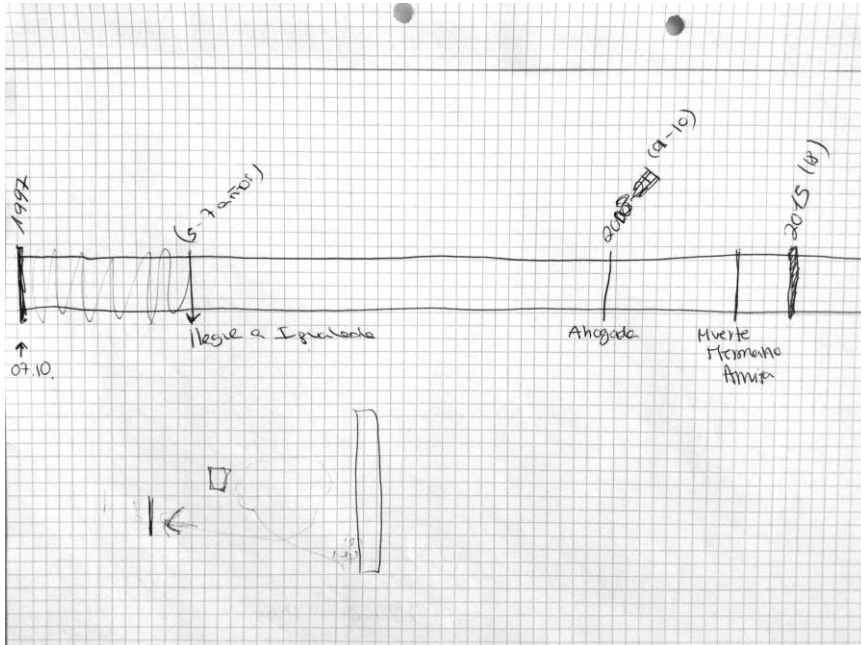 1997
(5-7 años)
(9-10)
2015 (18)
llegue a Igualada
Ahogada
Muerte
Hermano
Amiga
↑
07.10.